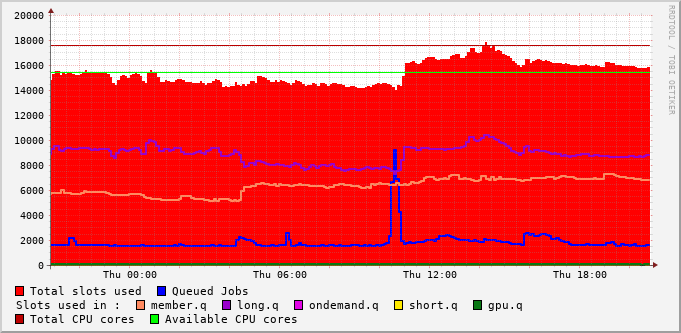 RRDTOOL / TOBI OETIKER
20000
18000
16000
14000
12000
10000
8000
6000
4000
2000
0
Thu 00:00 Thu 06:00 Thu 12:00 Thu 18:00
Total slots used Queued Jobs
Slots used in : member.q long.q ondemand.q short.q gpu.q
Total CPU cores Available CPU cores